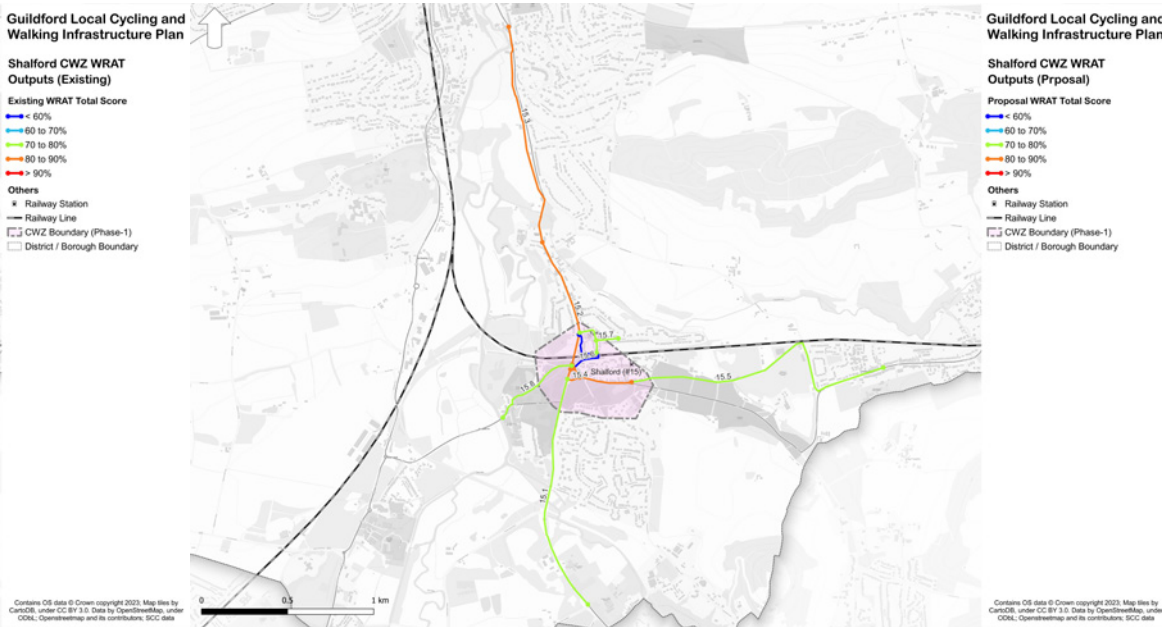 Guildford Local Cycling and
Walking Infrastructure Plan
Shalford CWZ WRAT
Outputs (Existing)
Existing WRAT Total Score
< 60%
60 to 70%
70 to 80%
80 to 90%
> 90%
Others
Railway Station
Railway Line
CWZ Boundary (Phase-1)
District / Borough Boundary
Contains OS data © Crown copyright 2023; Map tiles by
CartoDB, under CC BY 3.0. Data by OpenStreetMap, under
ODbL; Openstreetmap and its contributors; SCC data
15.3
15.2
15.7
Shalford (#15)
15.4
15.5
15.8
15.1
0
0.5
1 km
Guildford Local Cycling and
Walking Infrastructure Plan
Shalford CWZ WRAT
Outputs (Prposal)
Proposal WRAT Total Score
< 60%
60 to 70%
70 to 80%
80 to 90%
> 90%
Others
Railway Station
Railway Line
CWZ Boundary (Phase-1)
District / Borough Boundary
Contains OS data © Crown copyright 2023; Map tiles by
CartoDB, under CC BY 3.0. Data by OpenStreetMap, under
ODbL; Openstreetmap and its contributors; SCC data